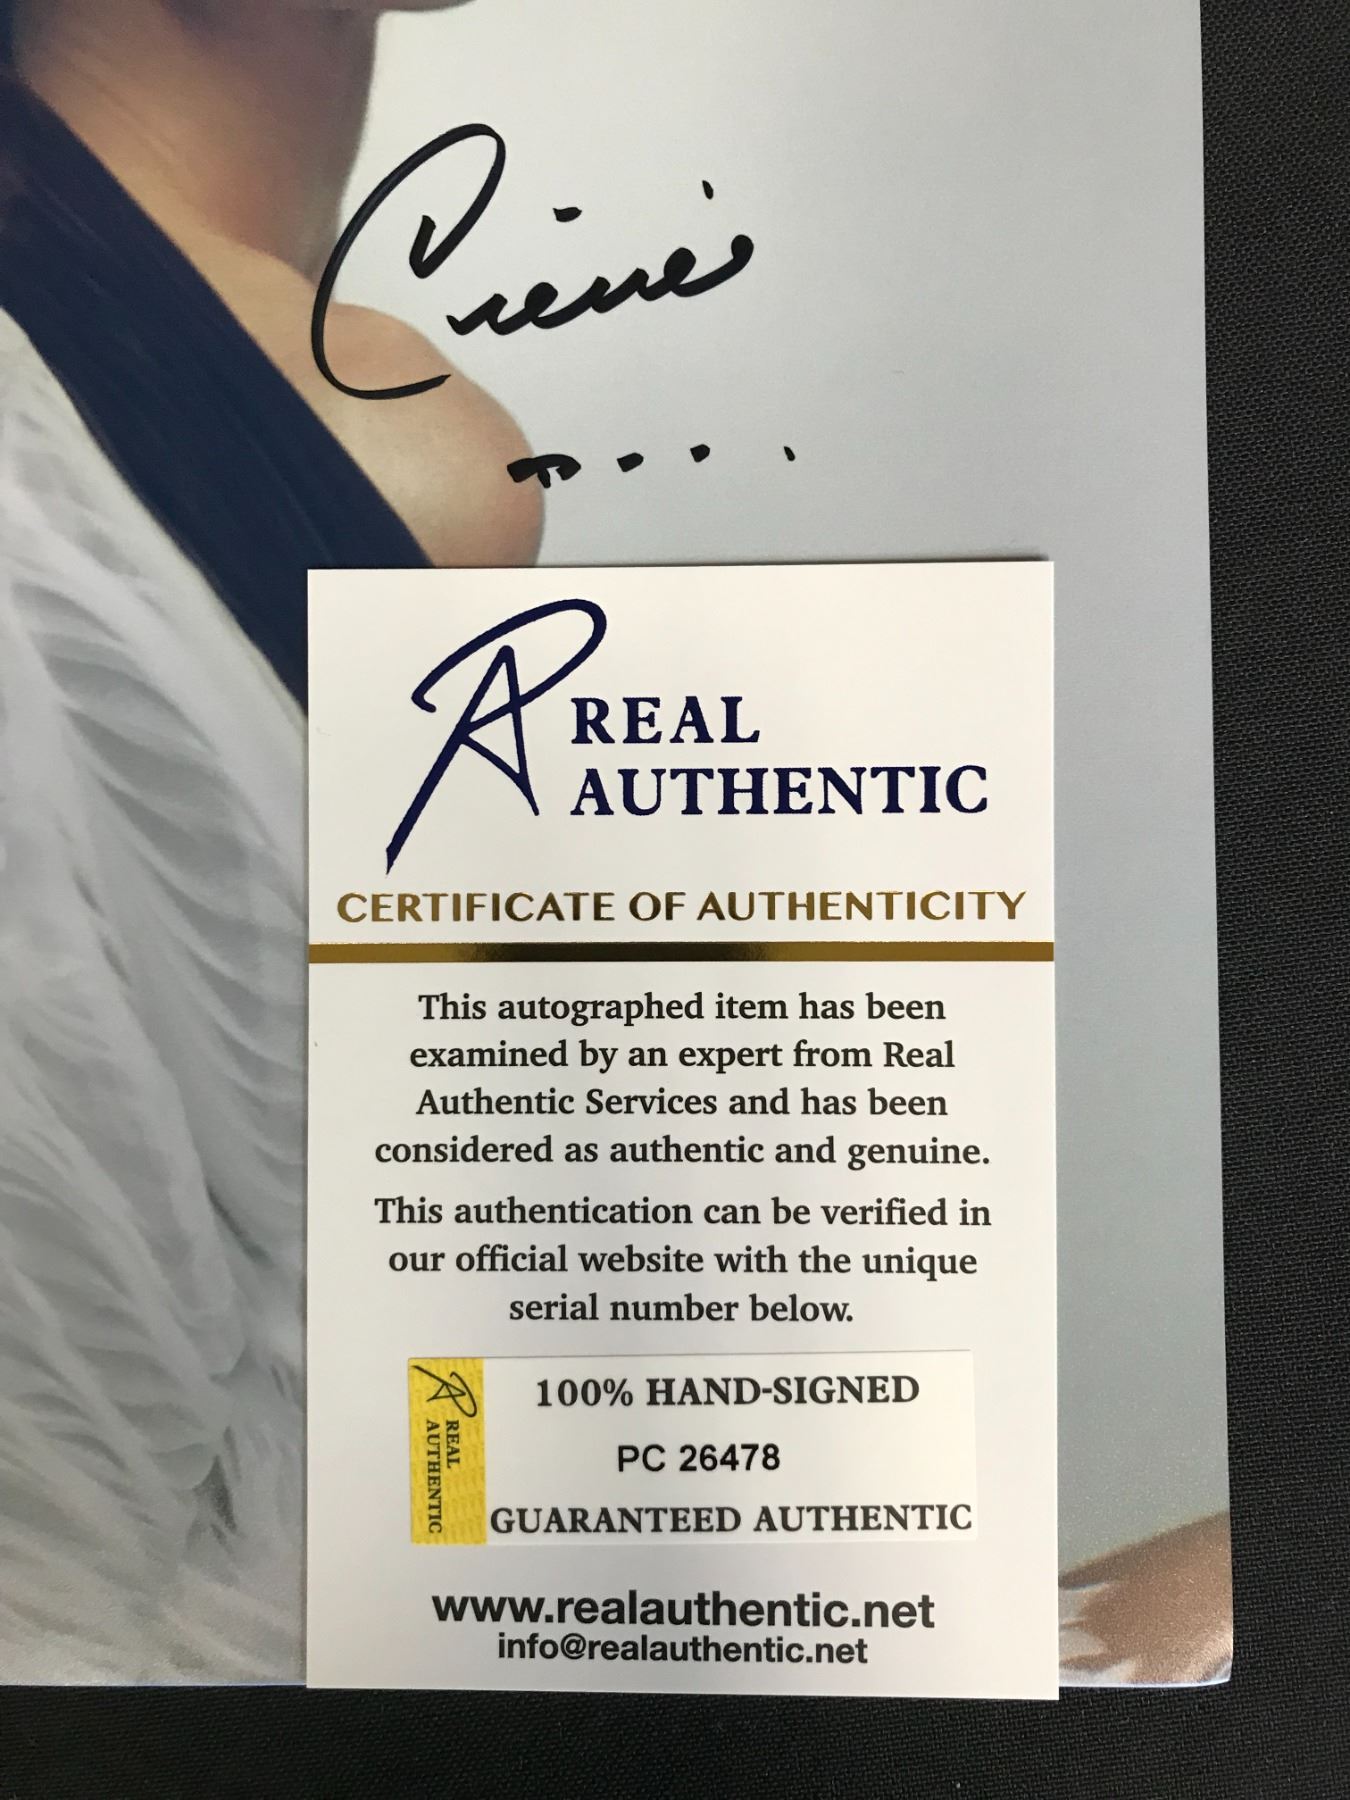 REAL
AUTHENTIC
CERTIFICATE OF AUTHENTICITY
This autographed item has been
examined by an expert from Real
Authentic Services and has been
considered as authentic and genuine.
This authentication can be verified in
our official website with the unique
serial number below.
REAL
AUTHENTIC
100% HAND-SIGNED
PC 26478
GUARANTEED AUTHENTIC
www.realauthentic.net
info@realauthentic.net